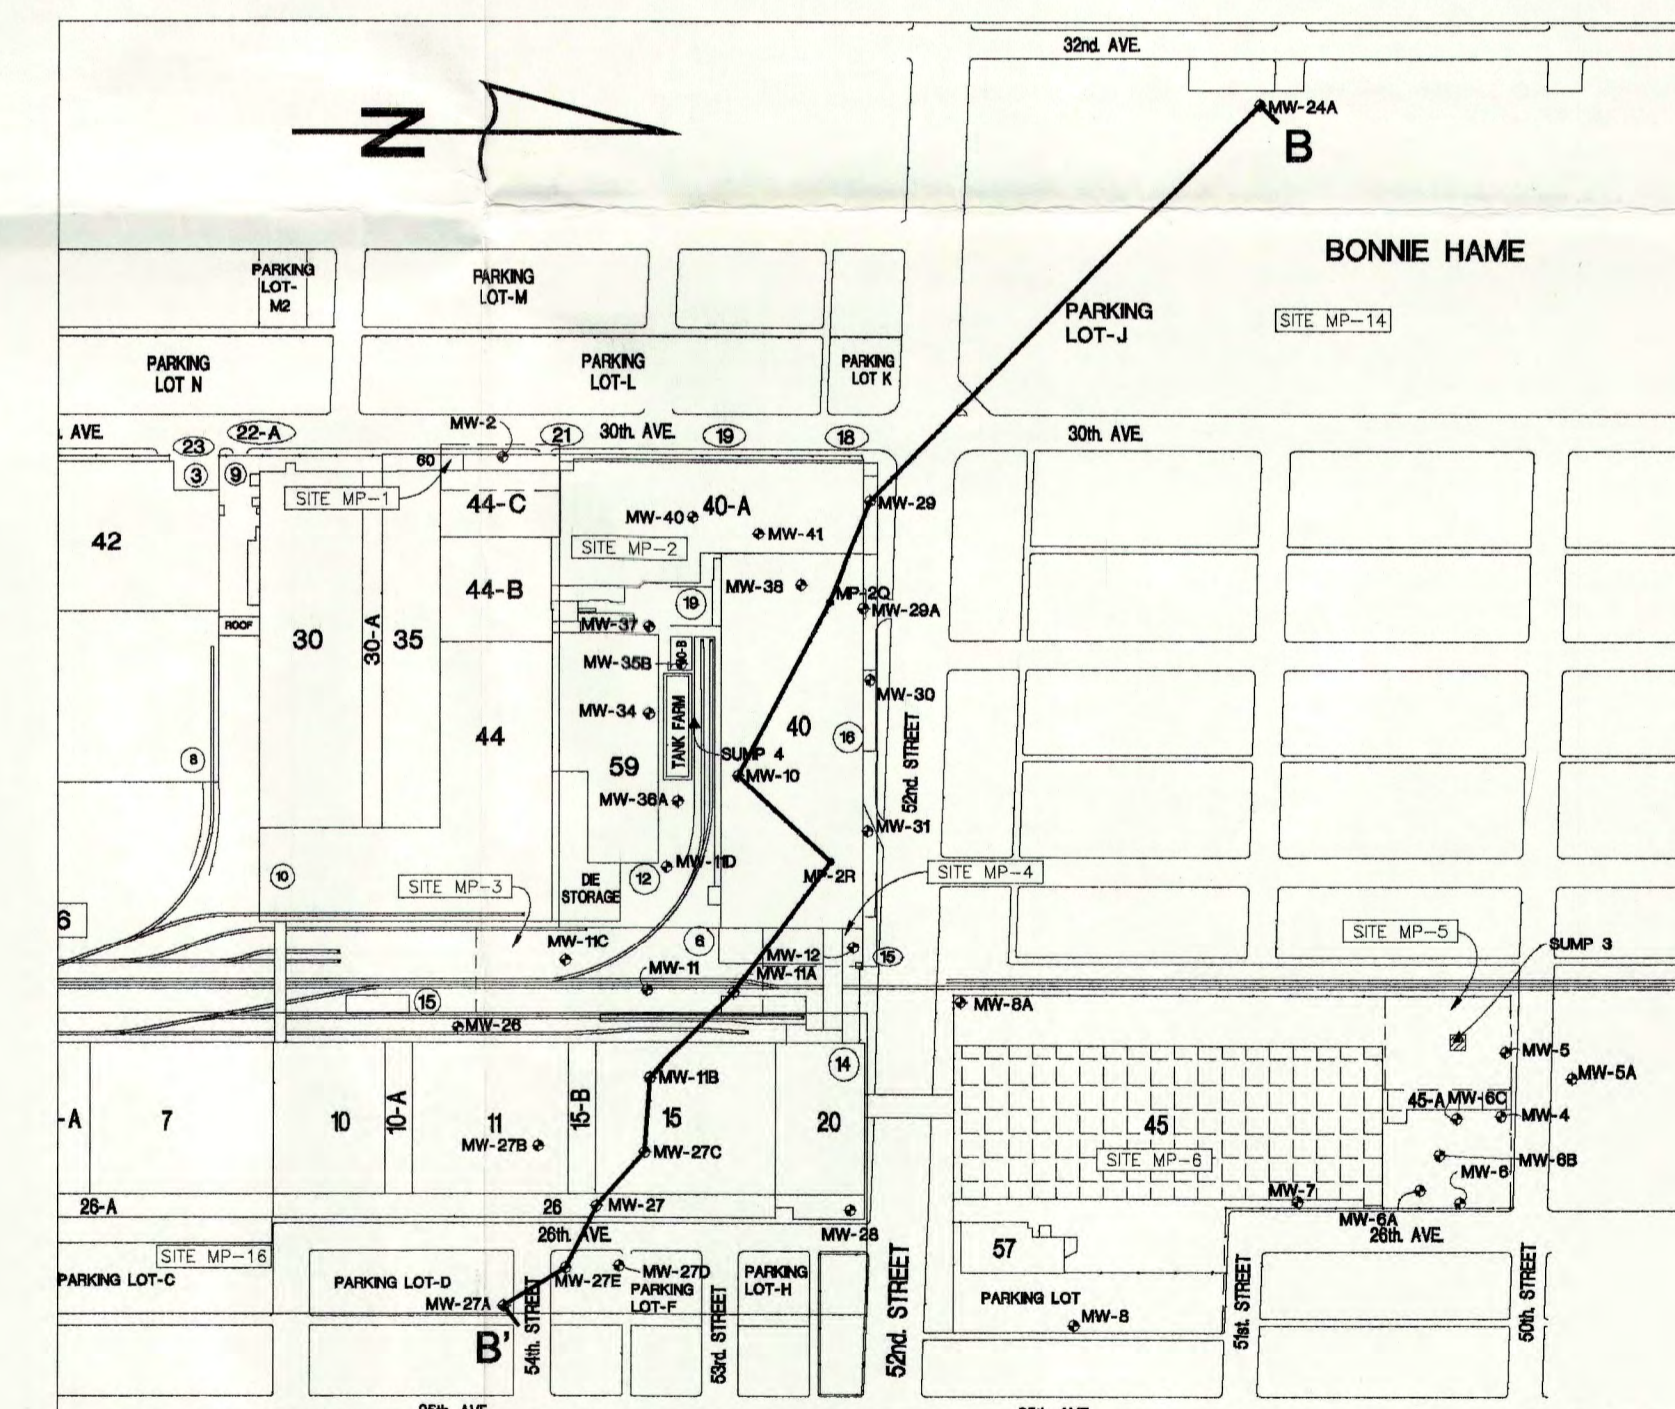 32nd. AVE.
MW-24A
B
N
BONNIE HAME
PARKING
LOT-
M2
PARKING
LOT-M
PARKING
LOT-J
SITE MP-14
PARKING
LOT N
PARKING
LOT-L
PARKING
LOT K
. AVE.
23
22-A
MW-2
21
30th. AVE.
19
18
30th. AVE.
3
9
60
SITE MP-1
44-C
40-A
MW-40
MW-41
MW-29
42
SITE MP-2
44-B
MW-38
MP-2Q
MW-29A
19
ROOF
30
30-A
35
MW-37
MW-35B
MW-30
MW-34
TANK FARM
40
16
44
SUMP 4
59
MW-10
8
52nd. STREET
MW-36A
MW-31
MW-11D
10
12
MP-2R
SITE MP-4
SITE MP-3
DIE
STORAGE
6
MW-11C
6
MW-12
15
SITE MP-5
SUMP 3
MW-11
MW-11A
15
MW-8A
MW-26
14
MW-5
MW-11B
MW-5A
-A
7
10
10-A
11
15-B
15
20
45
45-A
MW-6C
MW-4
MW-27B
MW-27C
SITE MP-6
MW-6B
MW-6
26-A
26
MW-27
MW-7
MW-6A
26th. AVE.
MW-28
26th. AVE.
SITE MP-16
57
PARKING LOT-C
PARKING LOT-D
MW-27E
MW-27D
PARKING
LOT-F
PARKING
LOT-H
52nd. STREET
51st. STREET
50th. STREET
MW-27A
54th. STREET
53rd. STREET
PARKING LOT
MW-8
B'